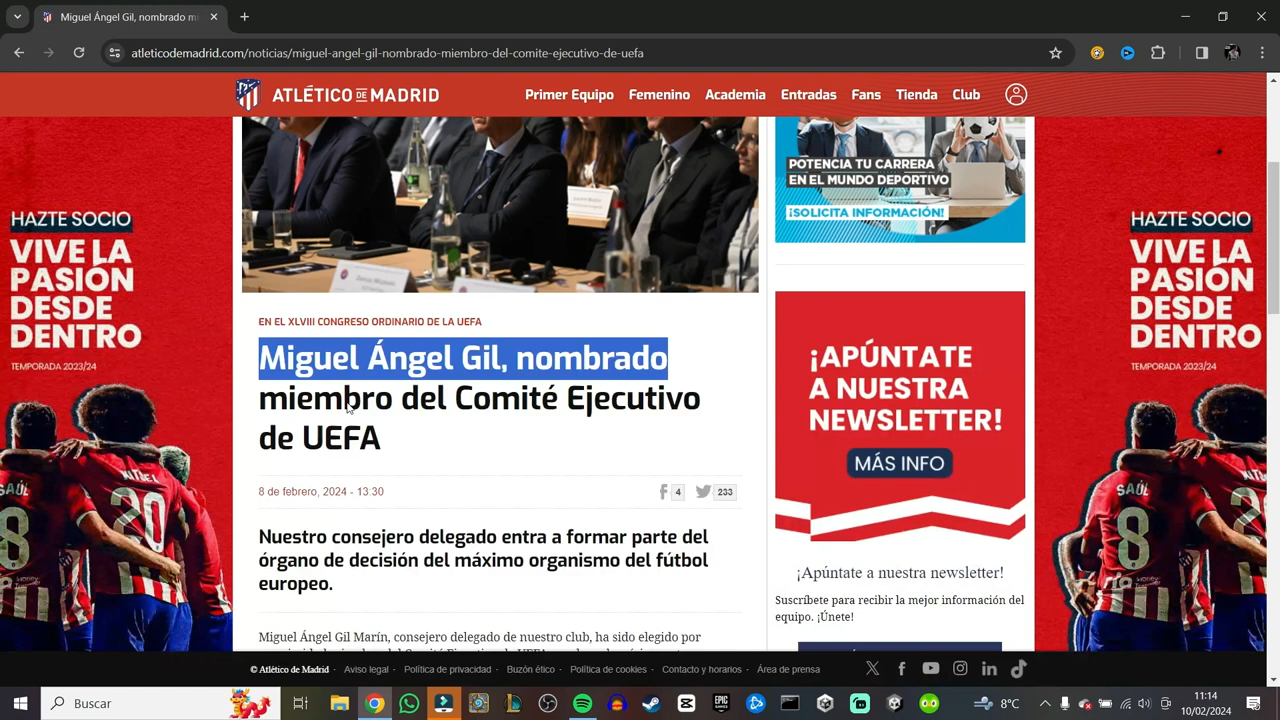 Miguel Ángel Gil, nombrado mi
atleticodemadrid.com/noticias/miguel-angel-gil-nombrado-miembro-del-comite-ejecutivo-de-uefa
ATLÉTICO DE MADRID
Primer Equipo Femenino Academia Entradas Fans Tienda Club
HAZTE SOCIO
VIVE LA
PASIÓN
DESDE
DENTRO
TEMPORADA 2023/24
SAÚL
8
20
EN EL XLVIII CONGRESO ORDINARIO DE LA UEFA
Miguel Ángel Gil, nombrado
miembro del Comité Ejecutivo
de UEFA
8 de febrero, 2024 - 13:30
4 233
Nuestro consejero delegado entra a formar parte del
órgano de decisión del máximo organismo del fútbol
europeo.
Miguel Ángel Gil Marín, consejero delegado de nuestro club, ha sido elegido por
POTENCIA TU CARRERA
EN EL MUNDO DEPORTIVO
¡SOLICITA INFORMACIÓN!
¡APÚNTATE
A NUESTRA
NEWSLETTER!
MÁS INFO
¡Apúntate a nuestra newsletter!
Suscríbete para recibir la mejor información del
equipo. ¡Únete!
HAZTE SOCIO
VIVE LA
PASIÓN
DESDE
DENTRO
TEMPORADA 2023/24
SAÚL
8
© Atlético de Madrid - Aviso legal - Política de privacidad - Buzón ético - Política de cookies - Contacto y horarios - Área de prensa
Buscar
EPIC
GAMES
8°C
11:14
10/02/2024